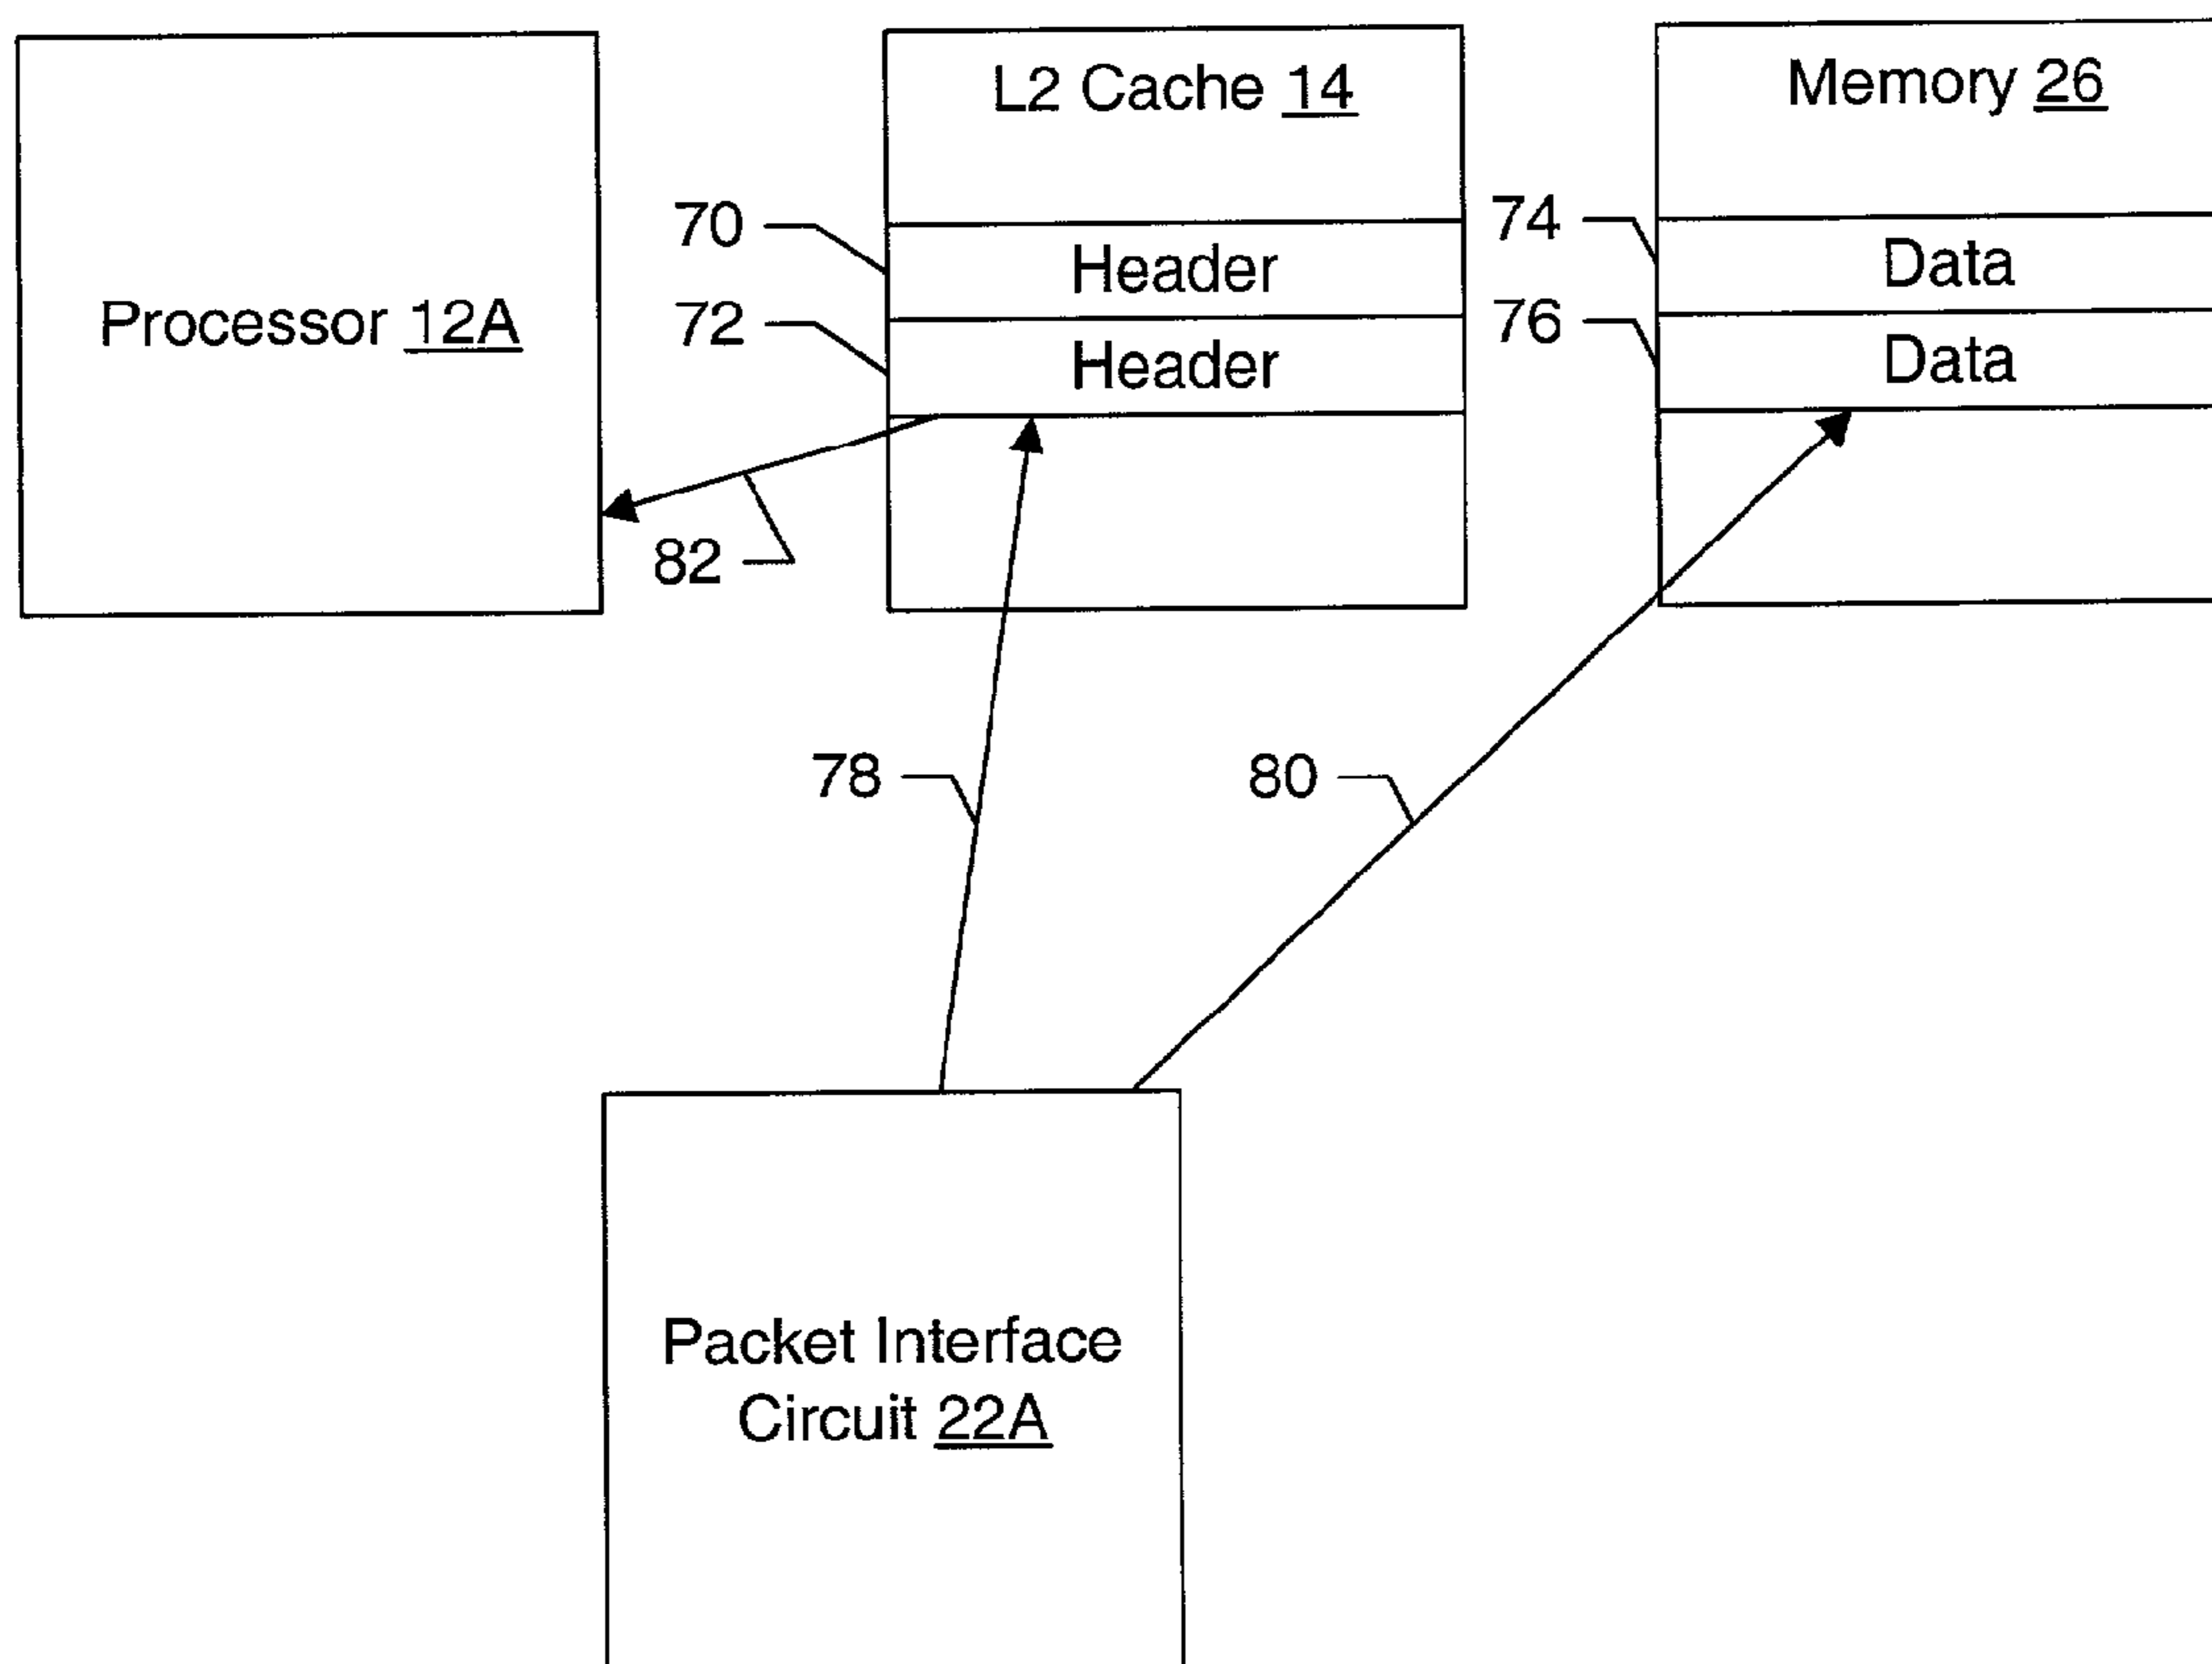 Processor 12A
L2 Cache 14
Memory 26
70
Header
72
Header
74
Data
76
Data
82
78
80
Packet Interface
Circuit 22A